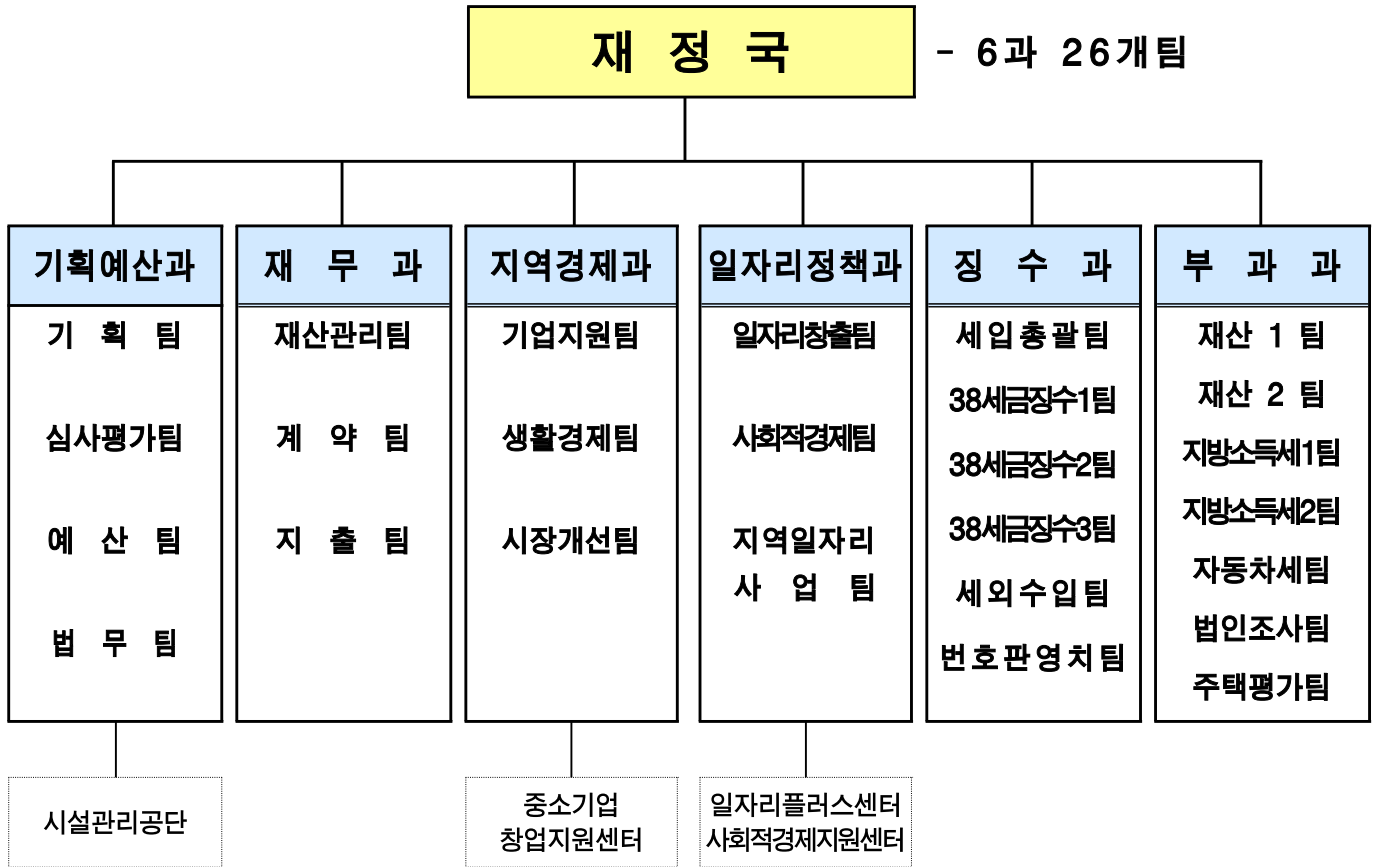 재 정 국
- 6과 26개팀
기획예산과
기 획 팀
심사평가팀
예 산 팀
법 무 팀
시설관리공단
재 무 과
재산관리팀
계 약 팀
지 출 팀
지역경제과
기업지원팀
생활경제팀
시장개선팀
중소기업
창업지원센터
일자리정책과
일자리창출팀
사회적경제팀
지역일자리
사 업 팀
일자리플러스센터
사회적경제지원센터
징 수 과
세입총괄팀
38세금징수1팀
38세금징수2팀
38세금징수3팀
세외수입팀
번호판영치팀
부 과 과
재산 1 팀
재산 2 팀
지방소득세1팀
지방소득세2팀
자동차세팀
법인조사팀
주택평가팀